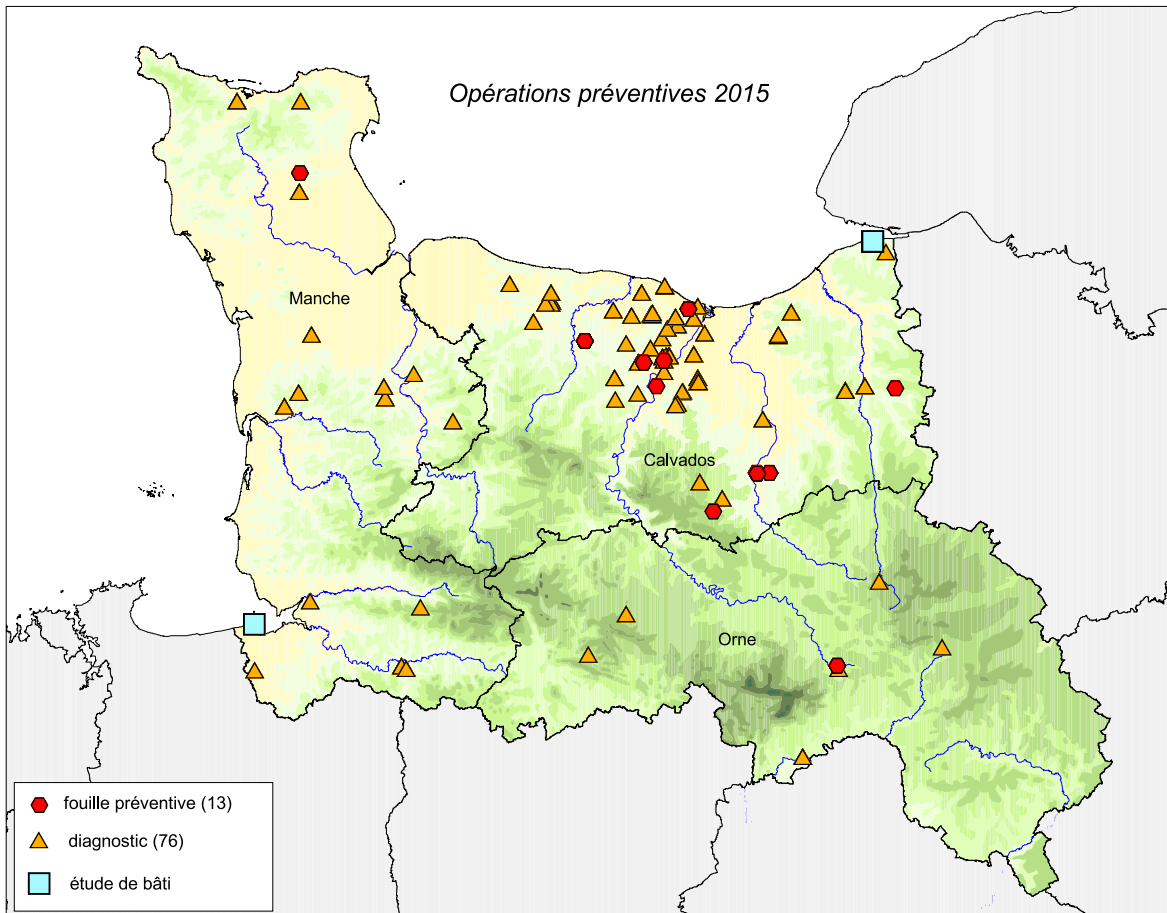 Opérations préventives 2015
Manche
Calvados
Orne
fouille préventive (13)
diagnostic (76)
étude de bâti